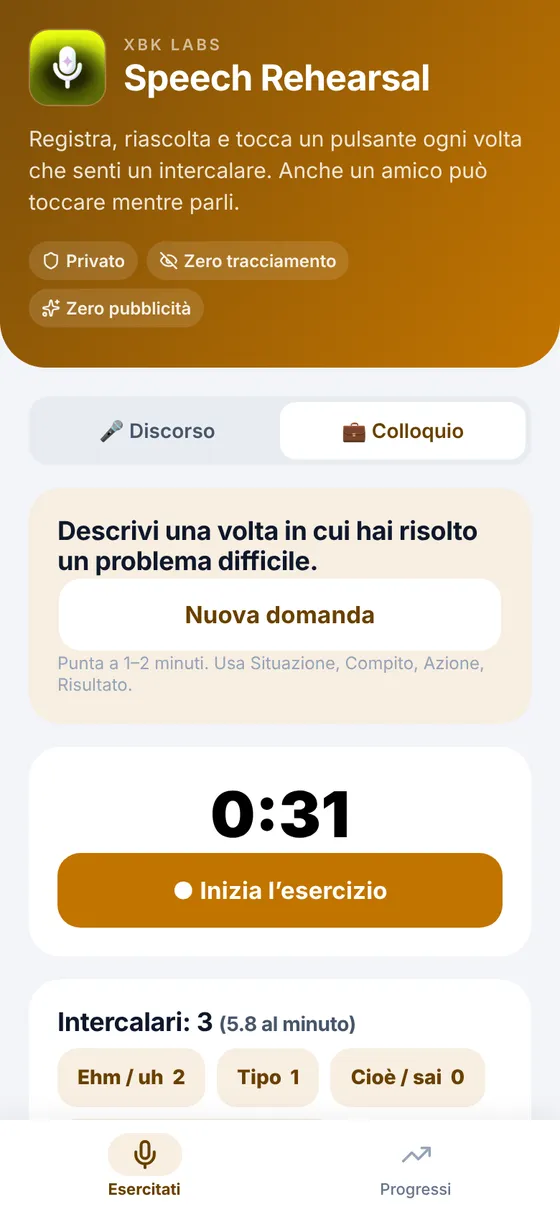 XBK LABS
Speech Rehearsal
Registra, riascolta e tocca un pulsante ogni volta
che senti un intercalare. Anche un amico può
toccare mentre parli.
Privato
Zero tracciamento
Zero pubblicità
Discorso
Colloquio
Descrivi una volta in cui hai risolto
un problema difficile.
Nuova domanda
Punta a 1–2 minuti. Usa Situazione, Compito, Azione,
Risultato.
0:31
Inizia l’esercizio
Intercalari: 3 (5.8 al minuto)
Ehm / uh 2
Tipo 1
Cioè / sai 0
Esercitati
Progressi